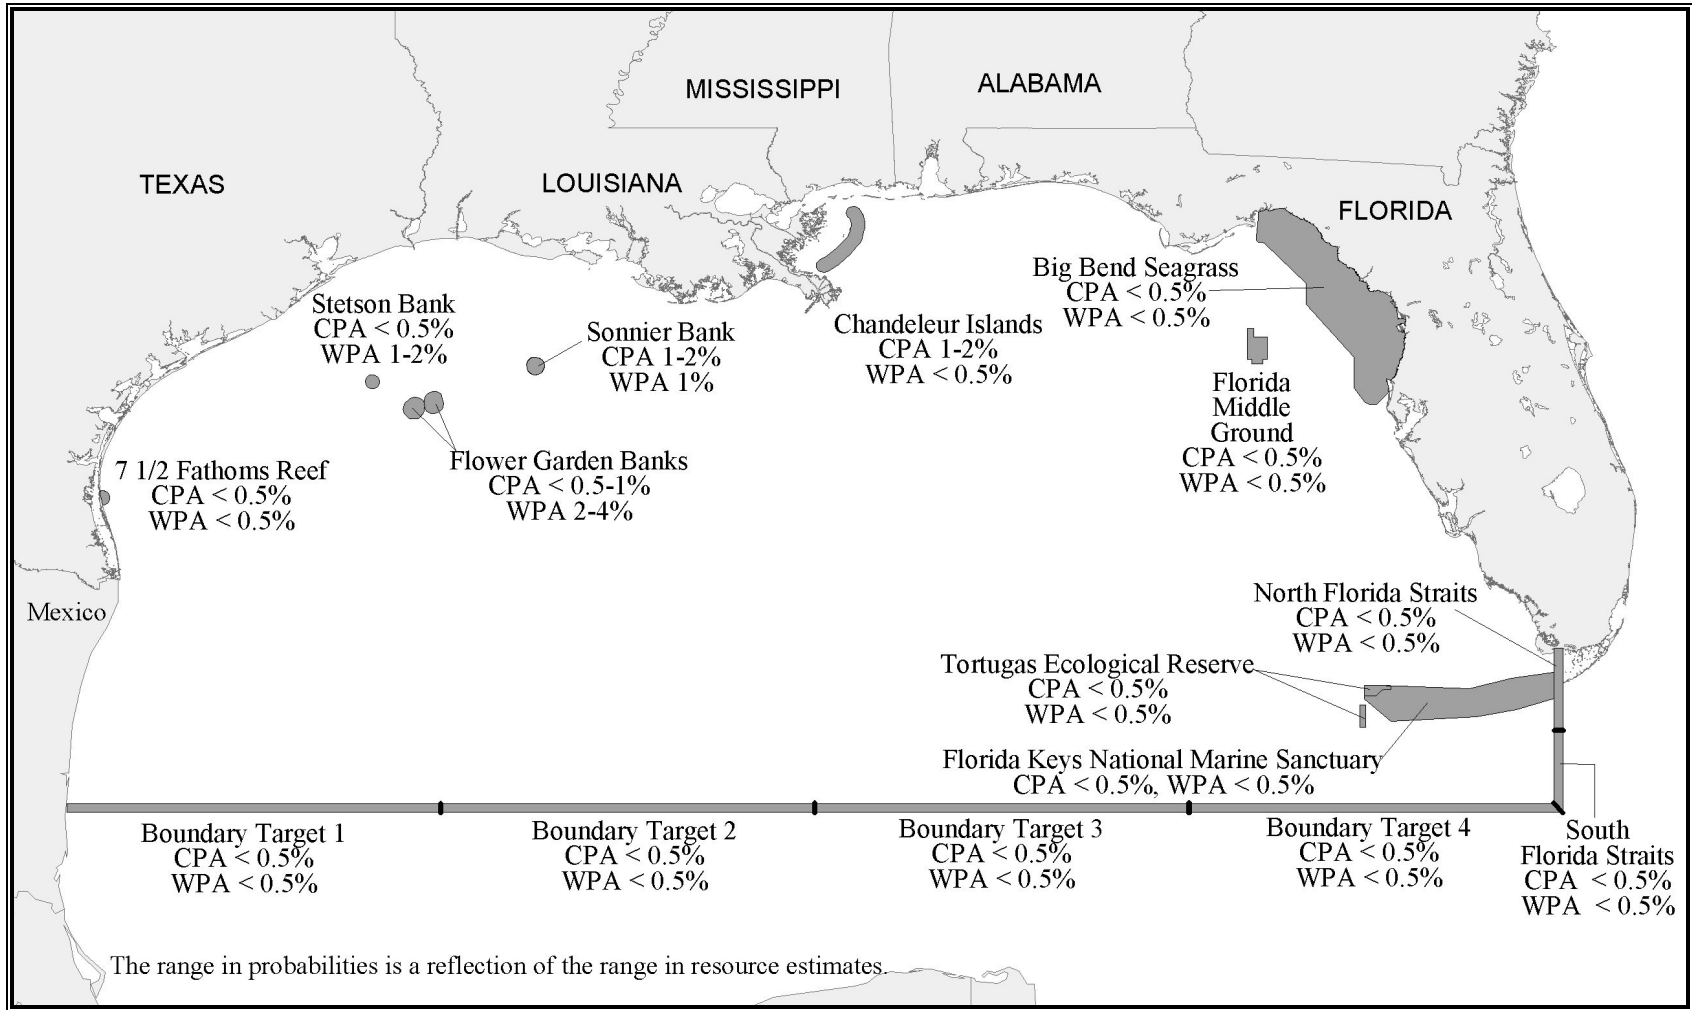 MISSISSIPPI
ALABAMA
TEXAS
LOUISIANA
FLORIDA
Big Bend Seagrass
CPA < 0.5%
WPA < 0.5%
Stetson Bank
CPA < 0.5%
WPA 1-2%
Sonnier Bank
CPA 1-2%
WPA 1%
Chandeleur Islands
CPA 1-2%
WPA < 0.5%
Florida
Middle
Ground
CPA < 0.5%
WPA < 0.5%
Flower Garden Banks
CPA < 0.5-1%
WPA 2-4%
7 1/2 Fathoms Reef
CPA < 0.5%
WPA < 0.5%
Mexico
North Florida Straits
CPA < 0.5%
WPA < 0.5%
Tortugas Ecological Reserve
CPA < 0.5%
WPA < 0.5%
Florida Keys National Marine Sanctuary
CPA < 0.5%, WPA < 0.5%
Boundary Target 1
CPA < 0.5%
WPA < 0.5%
Boundary Target 2
CPA < 0.5%
WPA < 0.5%
Boundary Target 3
CPA < 0.5%
WPA < 0.5%
Boundary Target 4
CPA < 0.5%
WPA < 0.5%
South
Florida Straits
CPA < 0.5%
WPA < 0.5%
The range in probabilities is a reflection of the range in resource estimates.